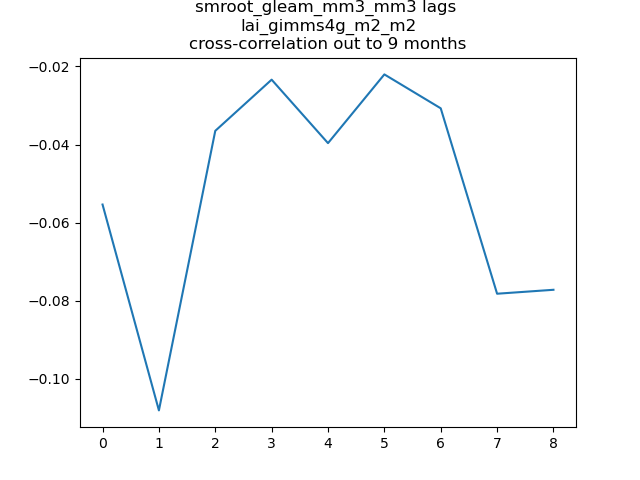 smroot_gleam_mm3_mm3 lags
lai_gimms4g_m2_m2
cross-correlation out to 9 months
−0.02
−0.04
−0.06
−0.08
−0.10
0 1 2 3 4 5 6 7 8